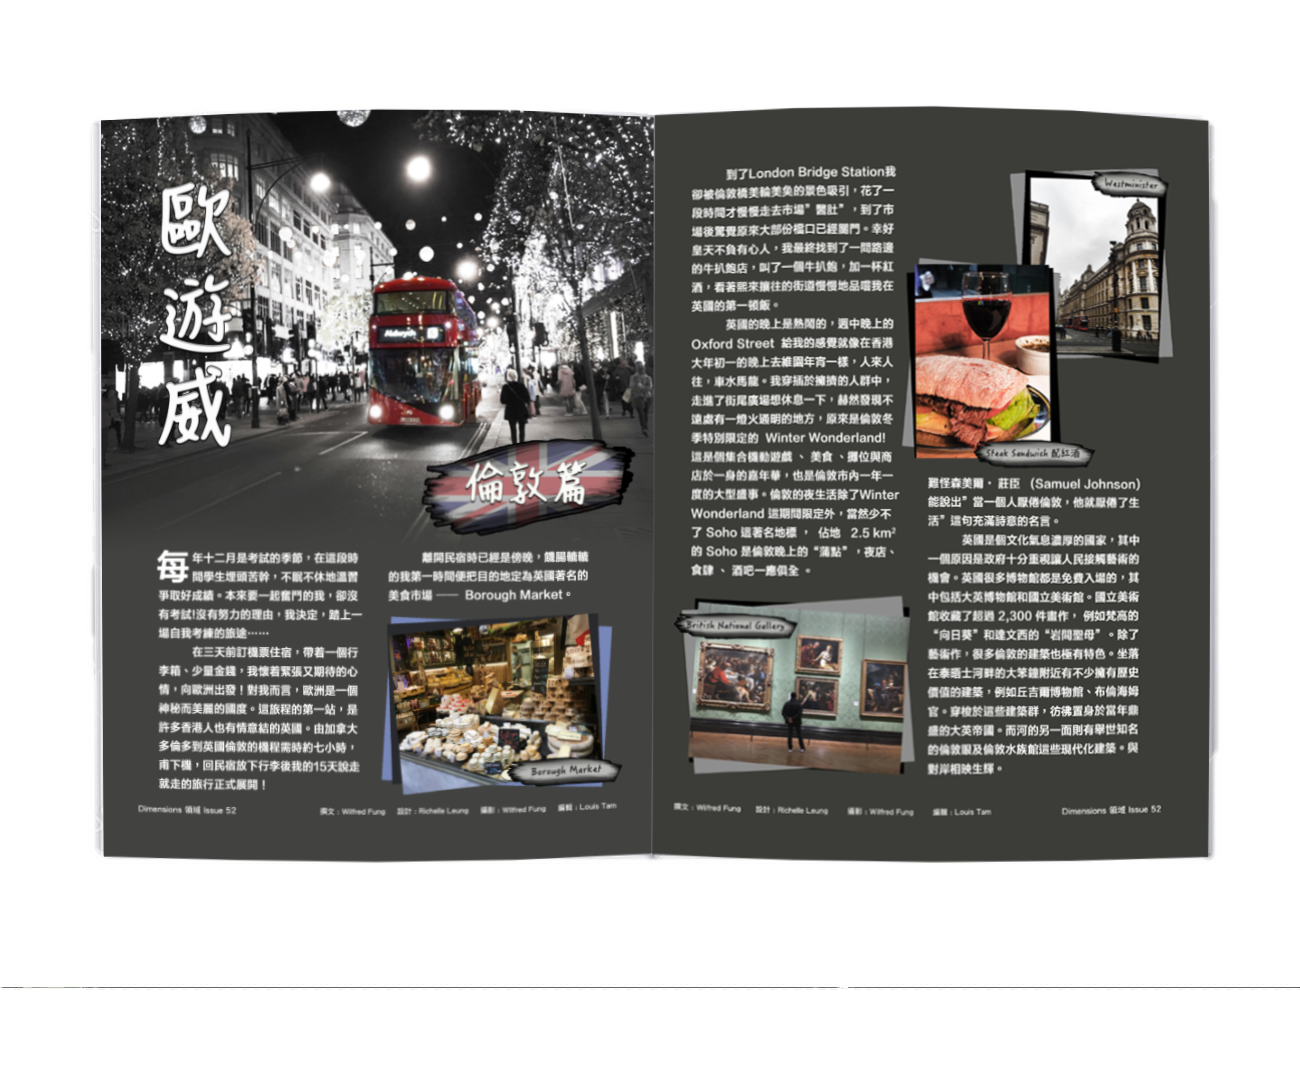 歐遊威
倫敦篇
每年十二月是考試的季節，在這段時
間學生埋頭苦幹，不眠不休地溫習
爭取好成績。本來要一起奮鬥的我，卻沒
有考試!沒有努力的理由，我決定，踏上一
場自我考練的旅途……
在三天前訂機票住宿，帶着一個行
李箱、少量金錢，我懷着緊張又期待的心
情，向歐洲出發！對我而言，歐洲是一個
神秘而美麗的國度。這旅程的第一站，是
許多香港人也有情意結的英國。由加拿大
多倫多到英國倫敦的機程需時約七小時，
甫下機，回民宿放下行李後我的15天說走
就走的旅行正式展開！
離開民宿時已經是傍晚，饑腸轆轆
的我第一時間便把目的地定為英國著名的
美食市場 —— Borough Market。
Borough Market
Dimensions 領域 Issue 52
撰文：Wilfred Fung 設計：Richelle Leung 攝影：Wilfred Fung 編輯：Louis Tam
到了London Bridge Station我
卻被倫敦橋美輪美奐的景色吸引，花了一
段時間才慢慢走去市場”醫肚”，到了市
場後驚覺原來大部份檔口已經關門。幸好
皇天不負有心人，我最終找到了一間路邊
的牛扒飽店，叫了一個牛扒飽，加一杯紅
酒，看著熙來攘往的街道慢慢地品嚐我在
英國的第一頓飯。
英國的晚上是熱鬧的，週中晚上的
Oxford Street 給我的感覺就像在香港
大年初一的晚上去維園年宵一樣，人來人
往，車水馬龍。我穿插於擁擠的人群中，
走進了街尾廣場想休息一下，赫然發現不
遠處有一燈火通明的地方，原來是倫敦冬
季特別限定的 Winter Wonderland!
這是個集合機動遊戲 、 美食 、 攤位與商
店於一身的嘉年華，也是倫敦市內一年一
度的大型盛事。倫敦的夜生活除了Winter
Wonderland 這期間限定外，當然少不
了 Soho 這著名地標 ， 佔地 2.5 km²
的 Soho 是倫敦晚上的“蒲點”，夜店、
食肆 、 酒吧一應俱全 。
British National Gallery
Westminister
Steak Sandwich 配紅酒
難怪森美爾 · 莊臣 （Samuel Johnson)
能說出”當一個人厭倦倫敦，他就厭倦了生
活”這句充滿詩意的名言。
英國是個文化氣息濃厚的國家，其中
一個原因是政府十分重視讓人民接觸藝術的
機會。英國很多博物館都是免費入場的，其
中包括大英博物館和國立美術館。國立美術
館收藏了超過 2,300 件畫作， 例如梵高的
“向日葵”和達文西的“岩間聖母”。除了
藝術作，很多倫敦的建築也極有特色。坐落
在泰晤士河畔的大笨鐘附近有不少擁有歷史
價值的建築，例如丘吉爾博物館、布倫海姆
宮。穿梭於這些建築群，彷彿置身於當年鼎
盛的大英帝國。而河的另一面則有舉世知名
的倫敦眼及倫敦水族館這些現代化建築。與
對岸相映生輝。
撰文：Wilfred Fung 設計：Richelle Leung 攝影：Wilfred Fung 編輯：Louis Tam
Dimensions 領域 Issue 52